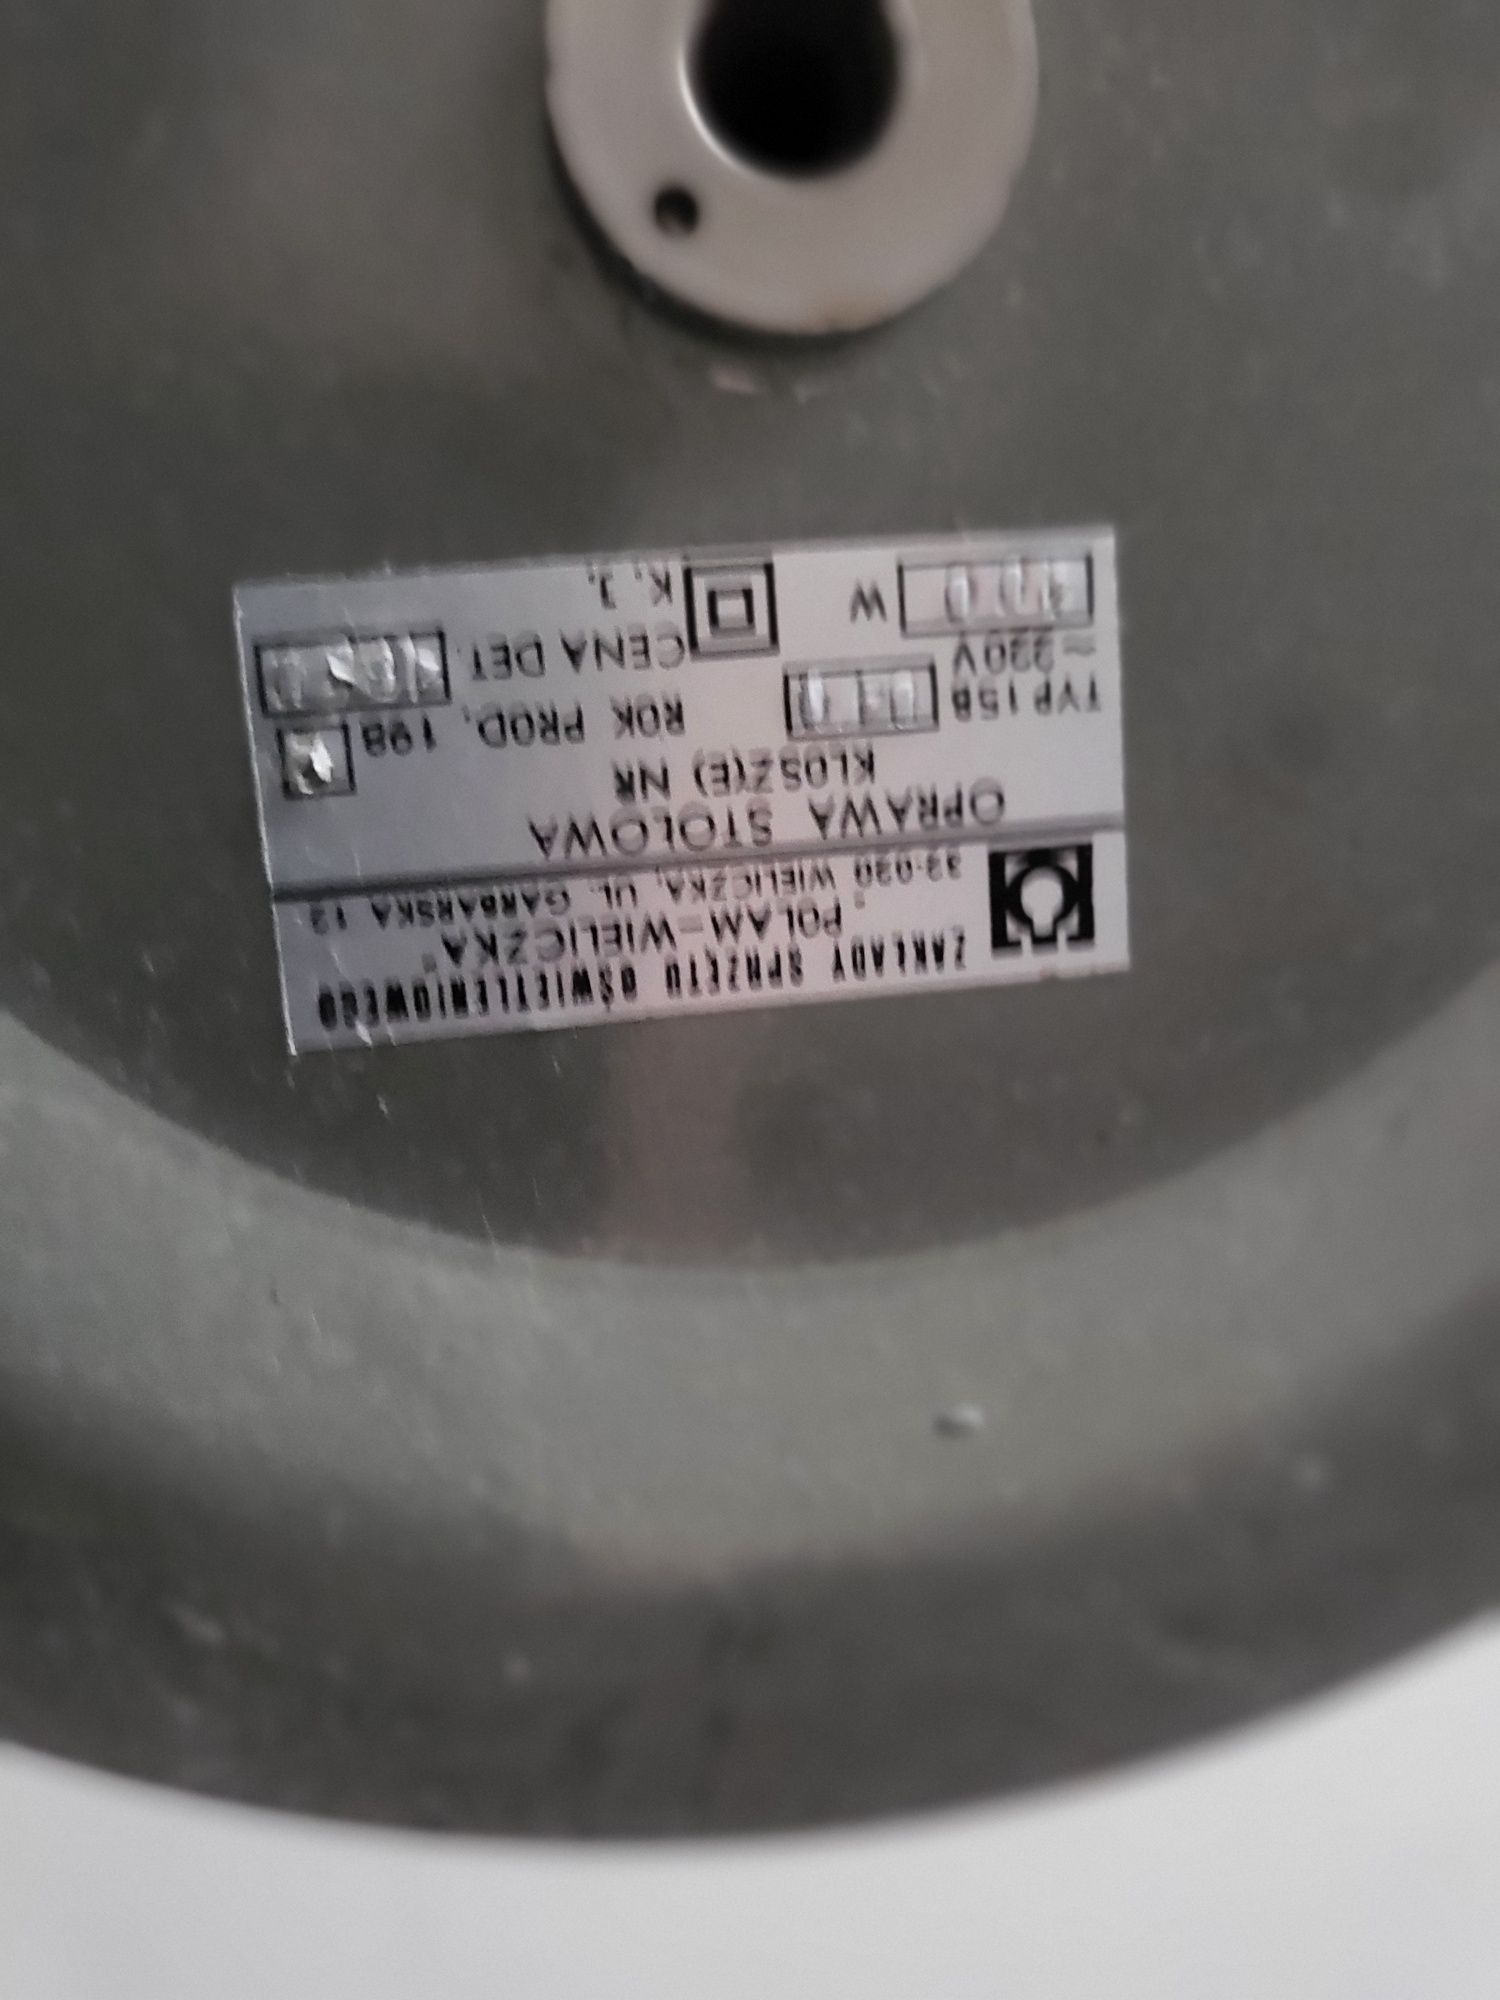 ZAKŁADY SPRZĘTU OŚWIETLENIOWEGO
"POLAM-WIELICZKA"
32-020 WIELICZKA, UL. GARBARSKA 12
OPRAWA STOŁOWA
KLOSZ(E) NR
TYP 158 ROK PROD. 198
~ 220V CENA DET.
W K. J.